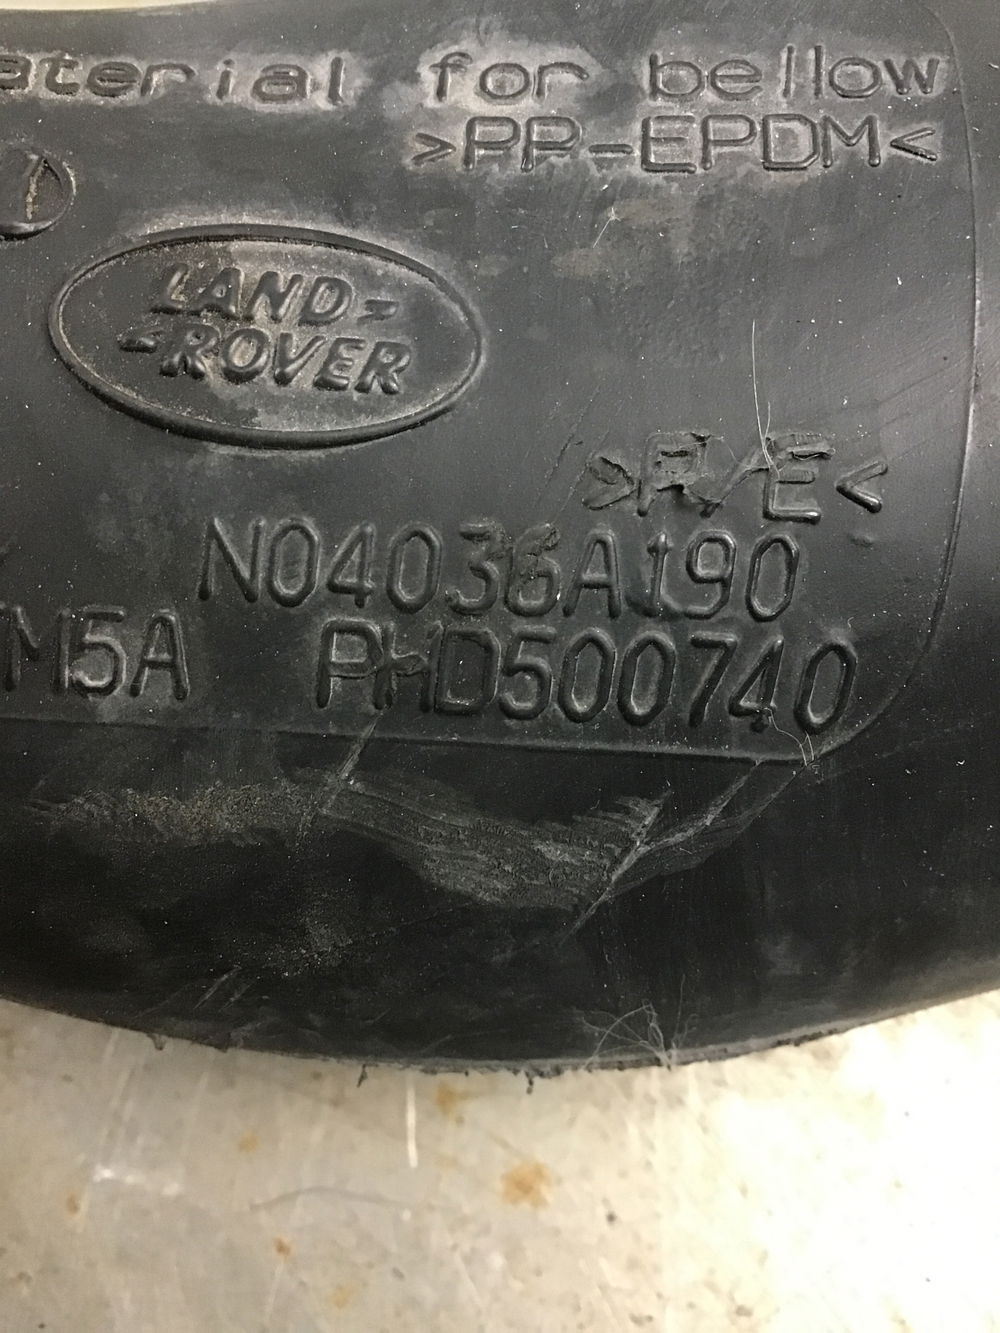 aterial for bellow
>PP-EPDM<
LAND-
-ROVER
>P/E<
N04036A190
M5A PHD500740